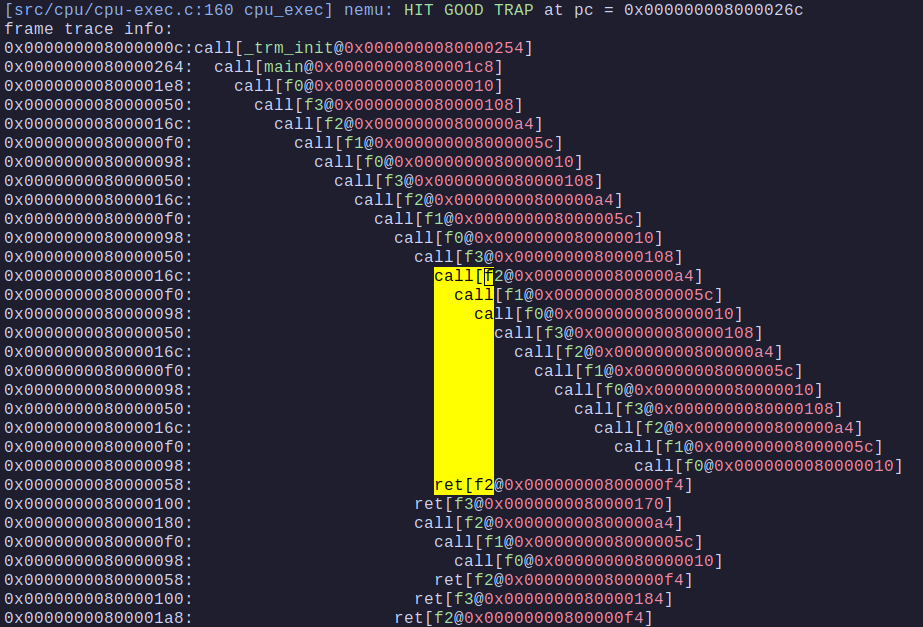 [src/cpu/cpu-exec.c:160 cpu_exec] nemu: HIT GOOD TRAP at pc = 0x000000008000026c
frame trace info:
0x000000008000000c:call[_trm_init@0x0000000080000254]
0x0000000080000264:  call[main@0x00000000800001c8]
0x00000000800001e8:    call[f0@0x0000000080000010]
0x0000000080000050:      call[f3@0x0000000080000108]
0x000000008000016c:        call[f2@0x00000000800000a4]
0x00000000800000f0:          call[f1@0x000000008000005c]
0x0000000080000098:            call[f0@0x0000000080000010]
0x0000000080000050:              call[f3@0x0000000080000108]
0x000000008000016c:                call[f2@0x00000000800000a4]
0x00000000800000f0:                  call[f1@0x000000008000005c]
0x0000000080000098:                    call[f0@0x0000000080000010]
0x0000000080000050:                      call[f3@0x0000000080000108]
0x000000008000016c:                        call[f2@0x00000000800000a4]
0x00000000800000f0:                          call[f1@0x000000008000005c]
0x0000000080000098:                            call[f0@0x0000000080000010]
0x0000000080000050:                              call[f3@0x0000000080000108]
0x000000008000016c:                                call[f2@0x00000000800000a4]
0x00000000800000f0:                                  call[f1@0x000000008000005c]
0x0000000080000098:                                    call[f0@0x0000000080000010]
0x0000000080000050:                                      call[f3@0x0000000080000108]
0x000000008000016c:                                        call[f2@0x00000000800000a4]
0x00000000800000f0:                                          call[f1@0x000000008000005c]
0x0000000080000098:                                            call[f0@0x0000000080000010]
0x0000000080000058:                        ret[f2@0x00000000800000f4]
0x0000000080000100:                      ret[f3@0x0000000080000170]
0x0000000080000180:                      call[f2@0x00000000800000a4]
0x00000000800000f0:                        call[f1@0x000000008000005c]
0x0000000080000098:                          call[f0@0x0000000080000010]
0x0000000080000058:                        ret[f2@0x00000000800000f4]
0x0000000080000100:                      ret[f3@0x0000000080000184]
0x00000000800001a8:                    ret[f2@0x00000000800000f4]